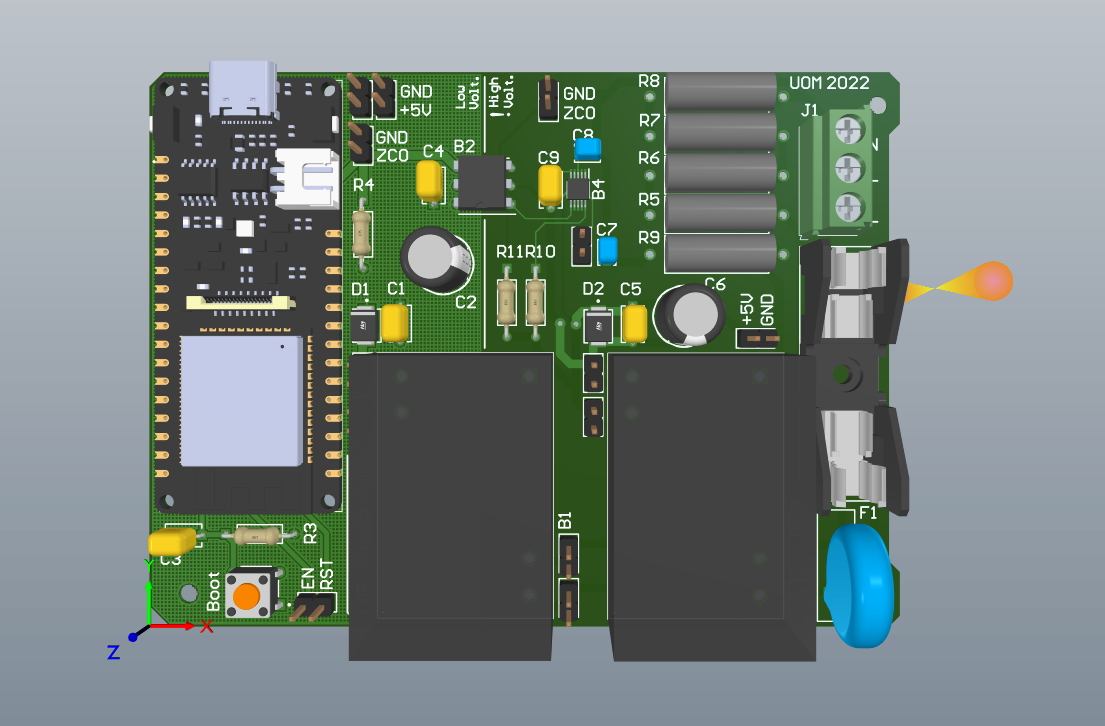 GND
+5V
GND
ZCO
Low
Volt.
!High
Volt.
GND
ZCO
R8
R7
R6
R5
R9
UOM 2022
J1
N
C4
B2
C8
C9
B4
C7
R4
R11
R10
C2
D1
C1
D2
C5
C6
+5V
GND
B1
F1
R3
C3
Boot
EN
RST
Y
X
Z